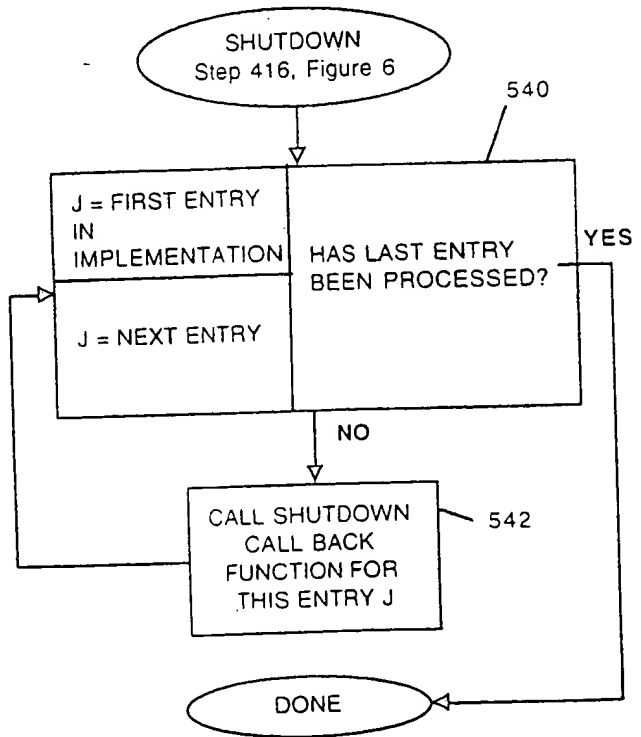 SHUTDOWN
Step 416, Figure 6
540
J = FIRST ENTRY
IN
IMPLEMENTATION
HAS LAST ENTRY
BEEN PROCESSED?
YES
J = NEXT ENTRY
NO
CALL SHUTDOWN
CALL BACK
FUNCTION FOR
THIS ENTRY J
542
DONE